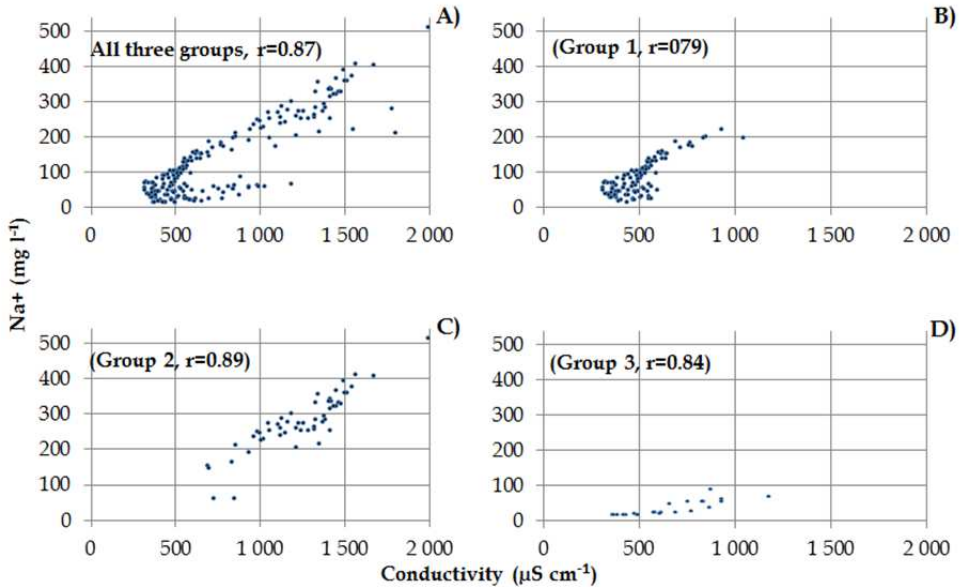 A)
500
All three groups, r=0.87)
400
300
200
100
0
0 500 1 000 1 500 2 000
B)
500
(Group 1, r=079)
400
300
200
100
0
0 500 1 000 1 500 2 000
Na+ (mg l-1)
C)
500
(Group 2, r=0.89)
400
300
200
100
0
0 500 1 000 1 500 2 000
D)
500
(Group 3, r=0.84)
400
300
200
100
0
0 500 1 000 1 500 2 000
Conductivity (µS cm-1)